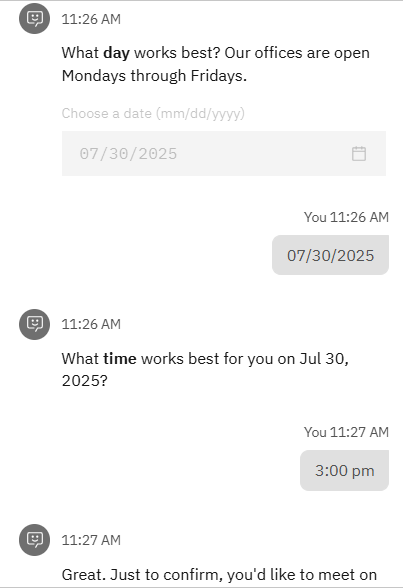 11:26 AM
What day works best? Our offices are open
Mondays through Fridays.
Choose a date (mm/dd/yyyy)
07/30/2025
You 11:26 AM
07/30/2025
11:26 AM
What time works best for you on Jul 30,
2025?
You 11:27 AM
3:00 pm
11:27 AM
Great. Just to confirm, you'd like to meet on